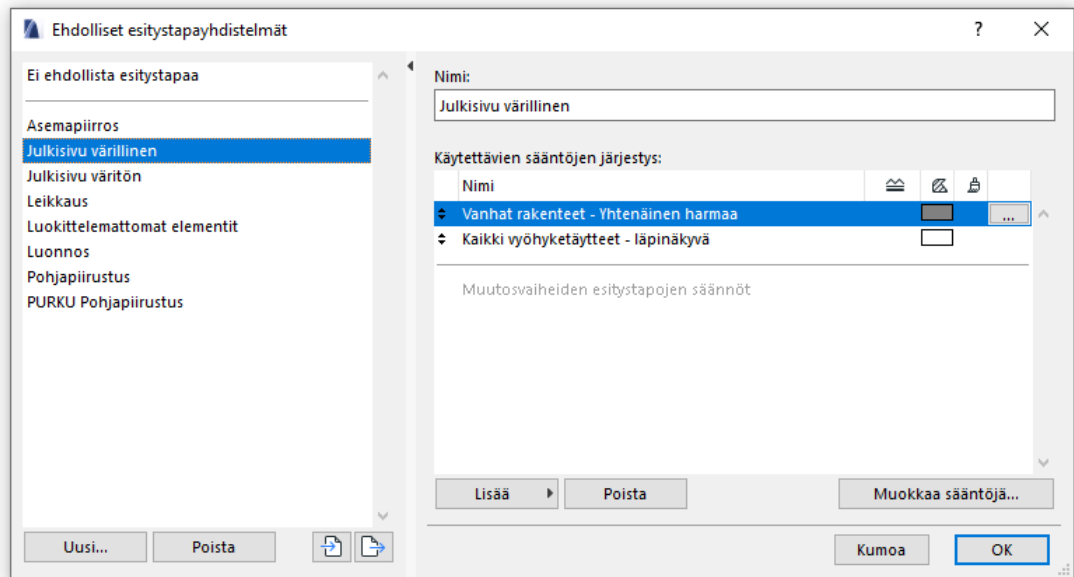 Ehdolliset esitystapayhdistelmät
?
Ei ehdollista esitystapaa
Asemapiirros
Julkisivu värillinen
Julkisivu väritön
Leikkaus
Luokittelemattomat elementit
Luonnos
Pohjapiirustus
PURKU Pohjapiirustus
Uusi...
Poista
Nimi:
Julkisivu värillinen
Käytettävien sääntöjen järjestys:
Nimi
Vanhat rakenteet - Yhtenäinen harmaa
...
Kaikki vyöhyketäytteet - läpinäkyvä
Muutosvaiheiden esitystapojen säännöt
Lisää
Poista
Muokkaa sääntöjä...
Kumoa
OK